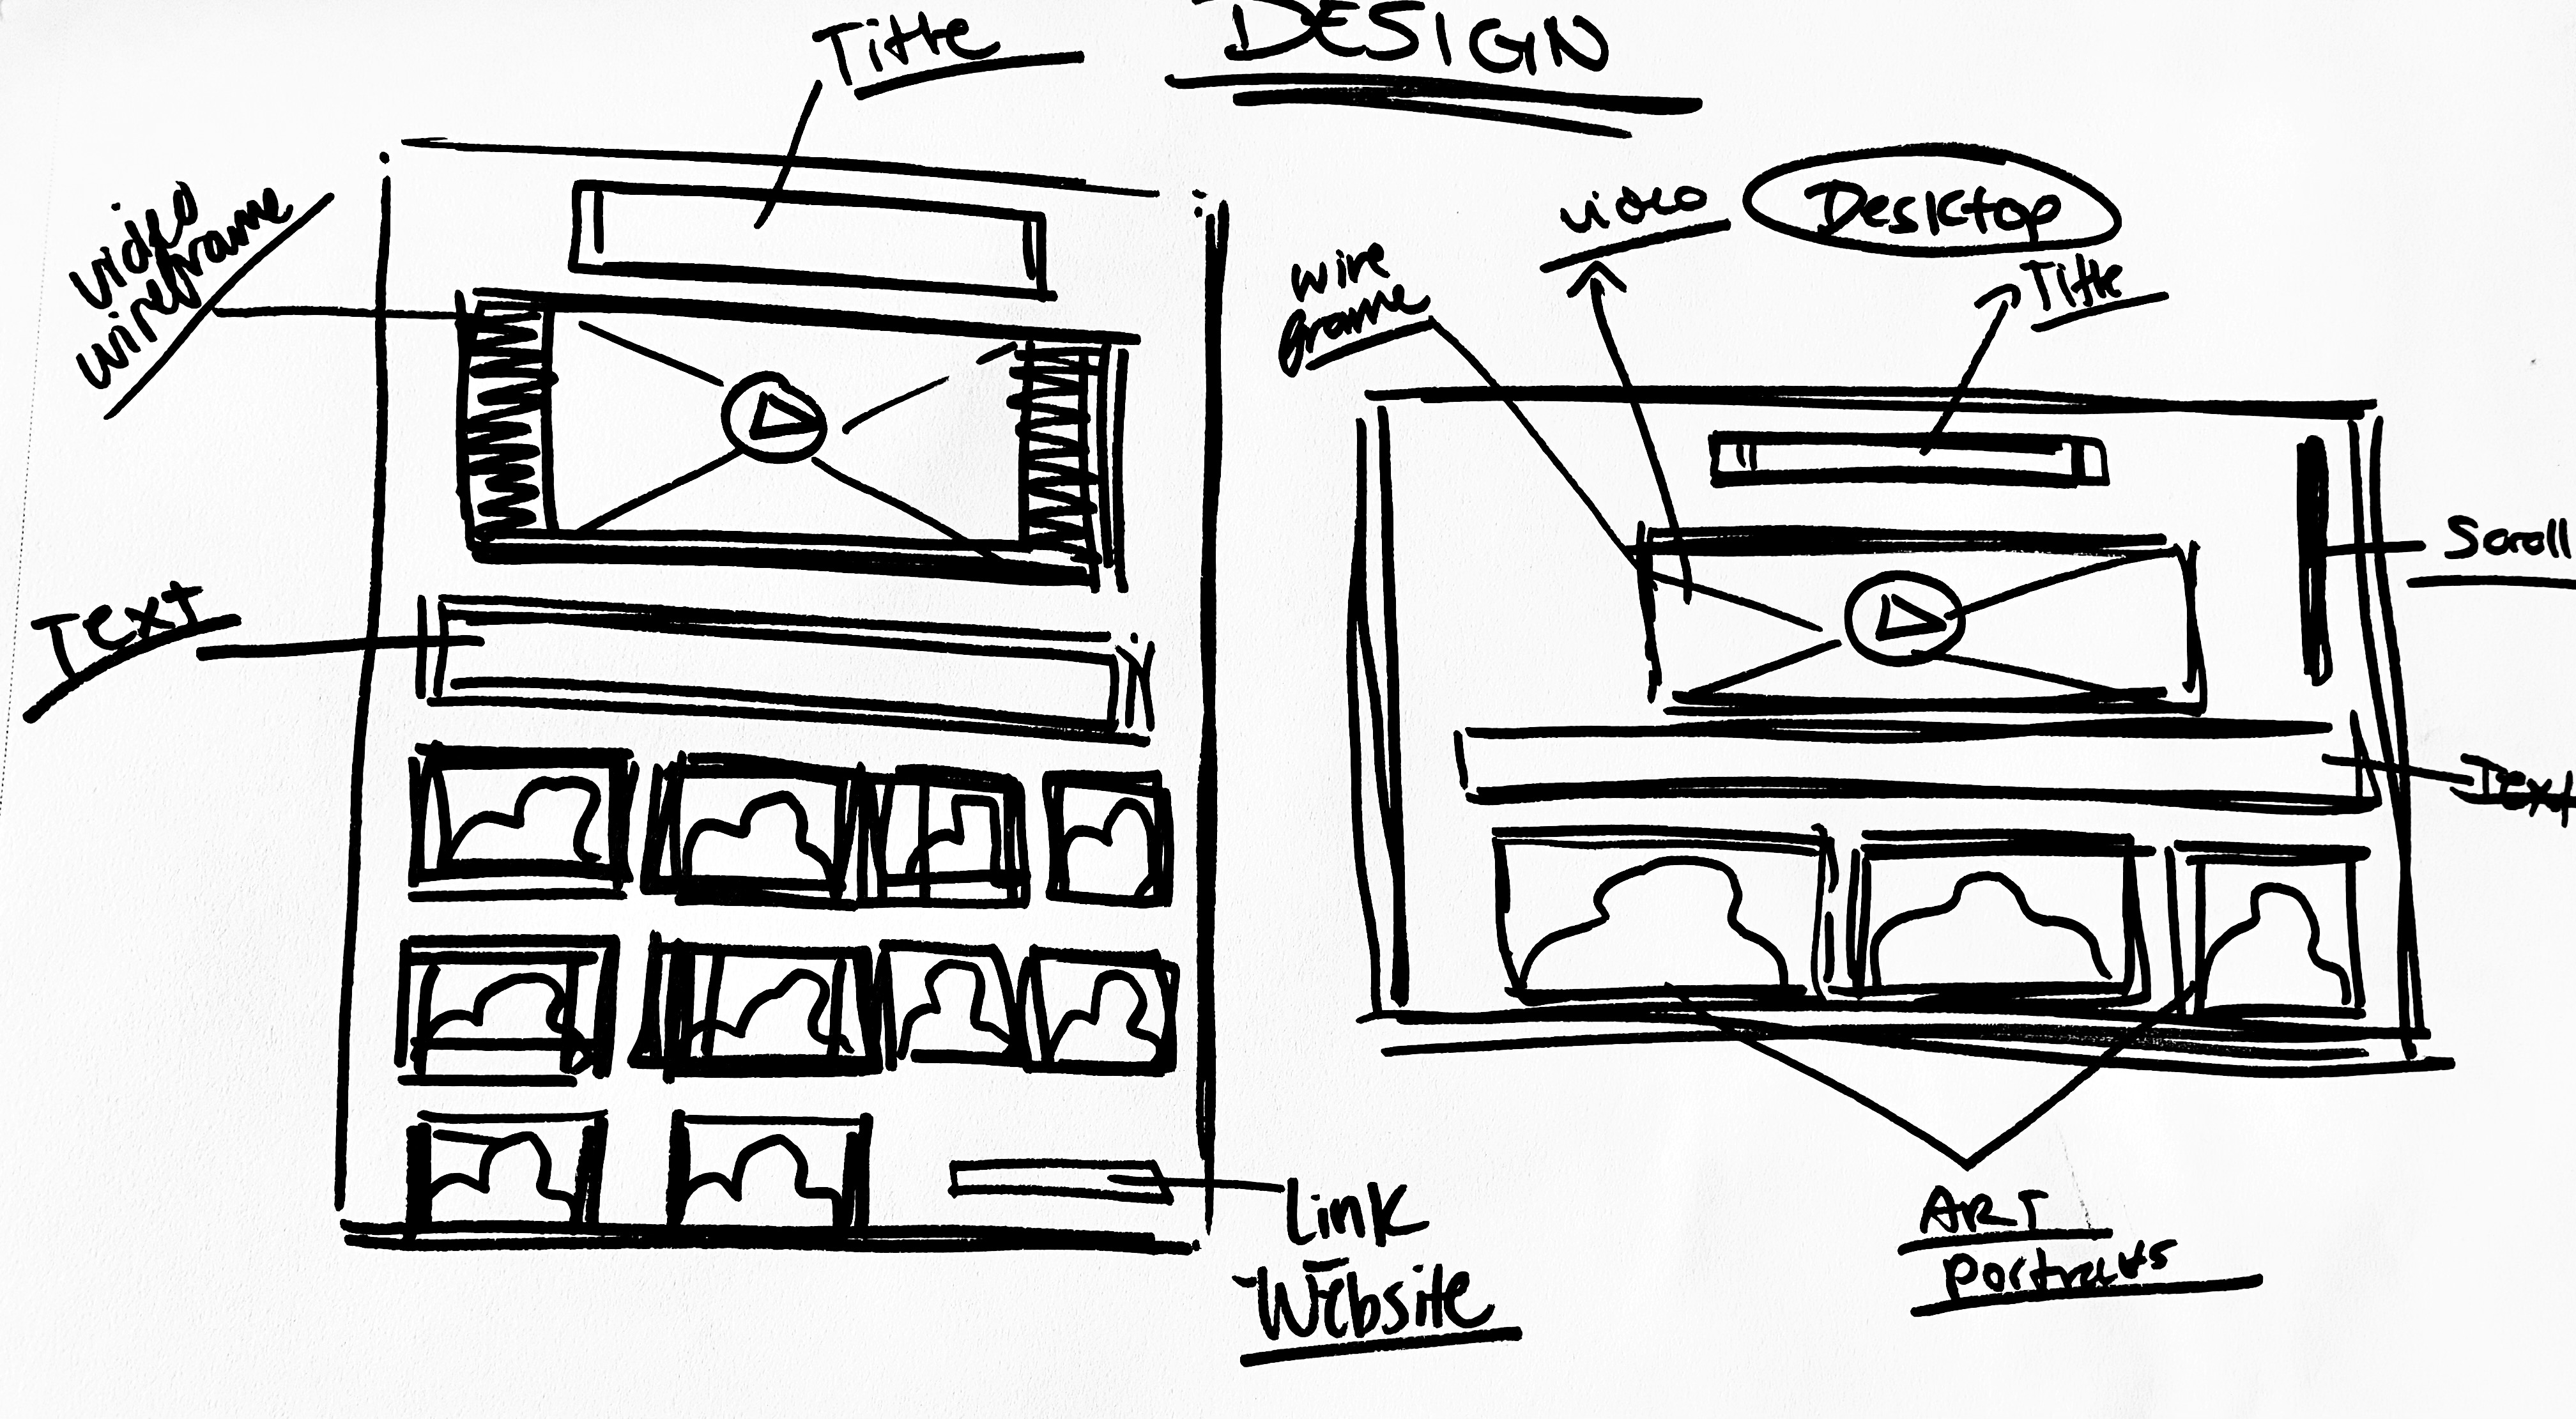 DESIGN
Title
video
wireframe
Text
Link
Website
video
Desktop
wire
frame
Title
Scroll
Text
ART
portraits